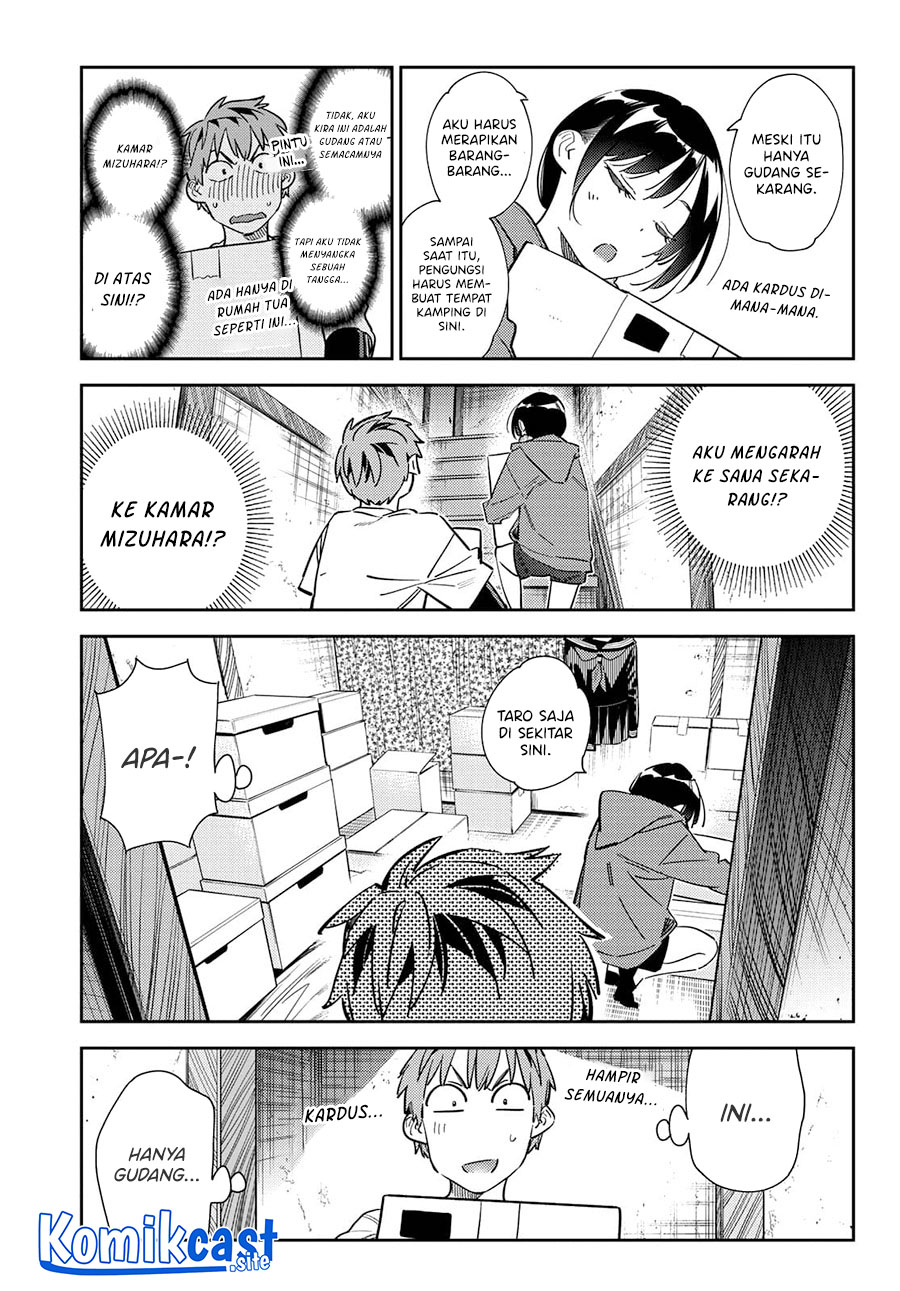 MESKI ITU
HANYA
GUDANG SE-
KARANG.
AKU HARUS
MERAPIKAN
BARANG-
BARANG...
SAMPAI
SAAT ITU,
PENGUNGSI
HARUS MEM-
BUAT TEMPAT
KAMPING DI
SINI.
ADA KARDUS DI-
MANA-MANA.
TIDAK, AKU
KIRA INI ADALAH
GUDANG ATAU
SEMACAMNYA
PINTU
INI...
TAPI AKU TIDAK
MENYANGKA
SEBUAH
TANGGA...
ADA HANYA DI
RUMAH TUA
SEPERTI INI...
KAMAR
MIZUHARA!?
DI ATAS
SINI!?
AKU MENGARAH
KE SANA SEKA-
RANG!?
KE KAMAR
MIZUHARA!?
TARO SAJA
DI SEKITAR
SINI.
APA-!
INI...
HAMPIR
SEMUANYA...
KARDUS...
HANYA
GUDANG...
Komikcast
.site